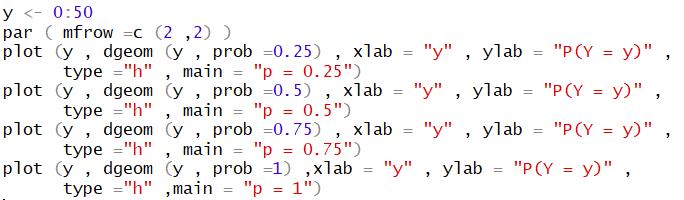 y <- 0:50
par ( mfrow =c (2 ,2) )
plot (y , dgeom (y , prob =0.25) , xlab = "y" , ylab = "P(Y = y)" ,
type ="h" , main = "p = 0.25")
plot (y , dgeom (y , prob =0.5) , xlab = "y" , ylab = "P(Y = y)" ,
type ="h" , main = "p = 0.5")
plot (y , dgeom (y , prob =0.75) , xlab = "y" , ylab = "P(Y = y)" ,
type ="h" , main = "p = 0.75")
plot (y , dgeom (y , prob =1) ,xlab = "y" , ylab = "P(Y = y)" ,
type ="h" ,main = "p = 1")